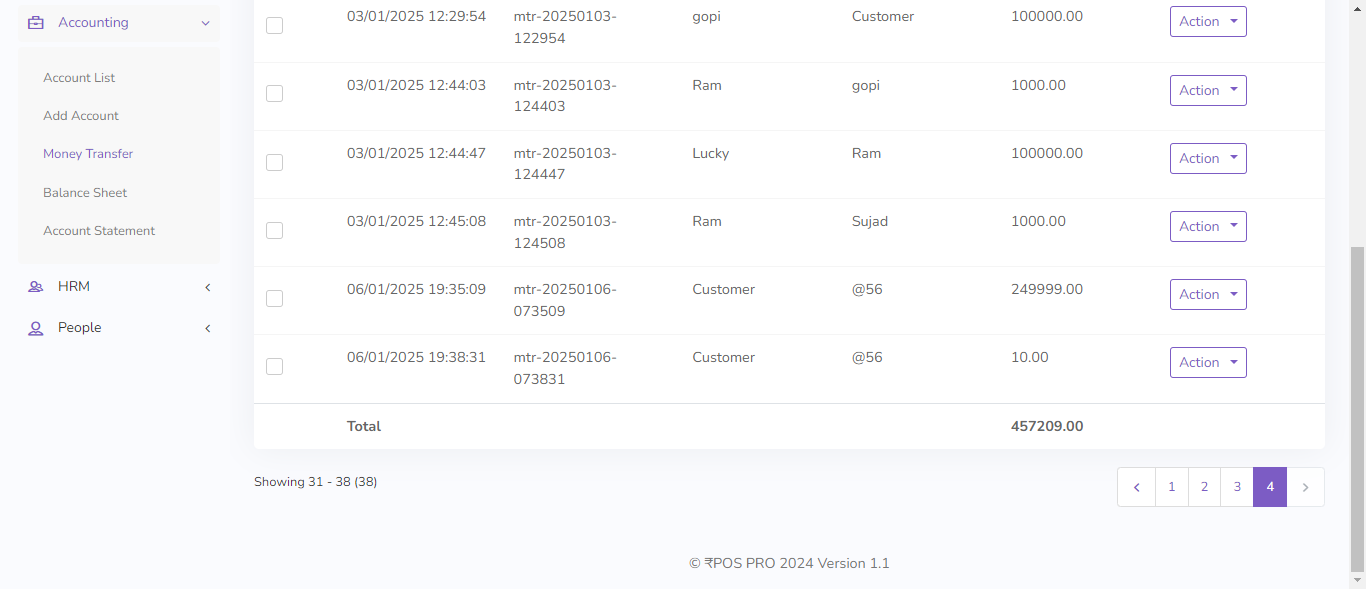 Accounting
Account List
Add Account
Money Transfer
Balance Sheet
Account Statement
HRM
People
03/01/2025 12:29:54 mtr-20250103- gopi Customer 100000.00 Action
122954
03/01/2025 12:44:03 mtr-20250103- Ram gopi 1000.00 Action
124403
03/01/2025 12:44:47 mtr-20250103- Lucky Ram 100000.00 Action
124447
03/01/2025 12:45:08 mtr-20250103- Ram Sujad 1000.00 Action
124508
06/01/2025 19:35:09 mtr-20250106- Customer @56 249999.00 Action
073509
06/01/2025 19:38:31 mtr-20250106- Customer @56 10.00 Action
073831
Total 457209.00
Showing 31 - 38 (38)
1 2 3 4
© ₹POS PRO 2024 Version 1.1